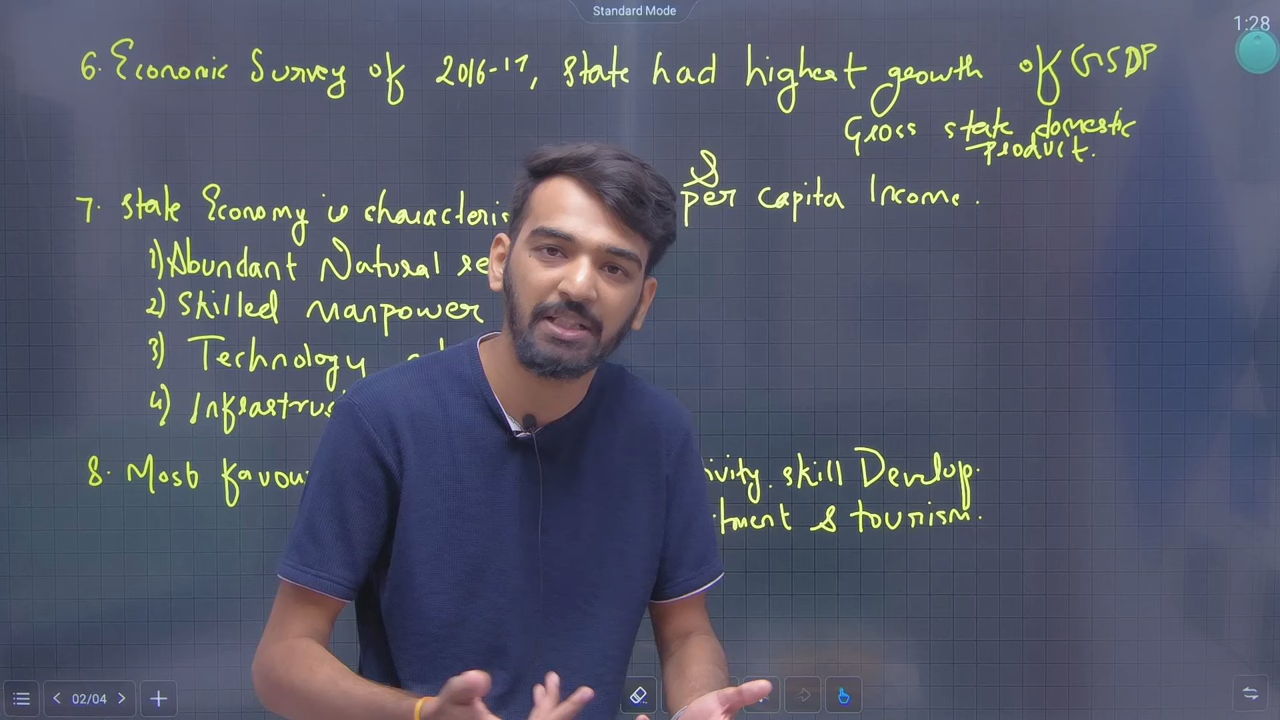 Standard Mode
1:28
6. Economic Survey of 2016-17, state had highest growth of GSDP
Gross state domestic
Product.
7. State Economy is characteris
& per capita Income.
1) Abundant Natural re
2) Skilled manpower
3) Technology
4) Infrastruc
8. Most favou
ivity. skill Develop.
tment & tourism.
02/04